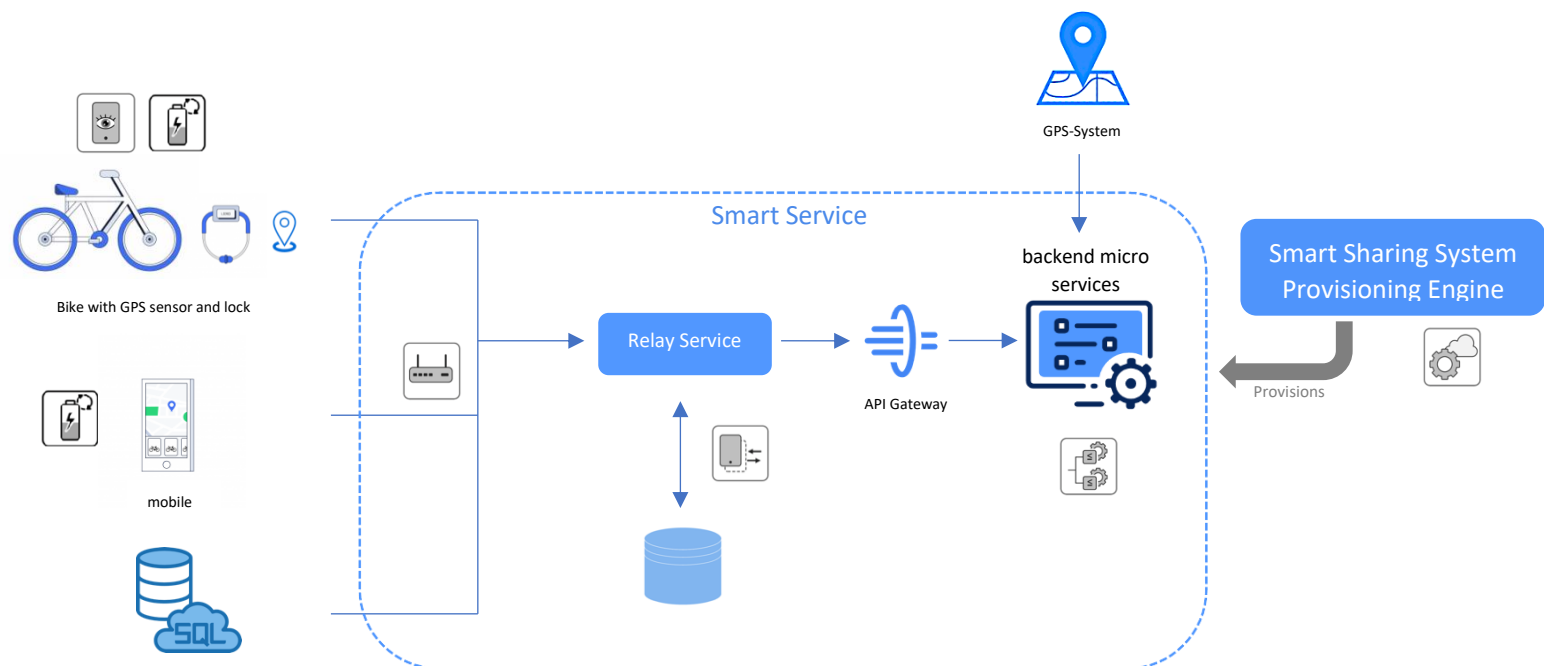 GPS-System
Smart Service
backend micro
services
Smart Sharing System
Provisioning Engine
Bike with GPS sensor and lock
Relay Service
API Gateway
Provisions
mobile
SQL